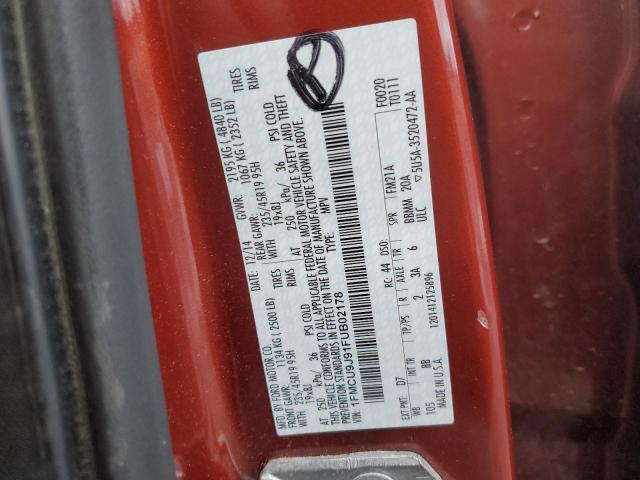 MFD. BY FORD MOTOR CO. DATE: 12/14 GVWR: 2195 KG ( 4840 LB)
FRONT GAWR: 1134 KG ( 2500 LB) REAR GAWR: 1067 KG ( 2352 LB)
WITH 235/45R19 95H TIRES WITH 235/45R19 95H TIRES
19x8J RIMS 19x8J RIMS
AT 250 kPa/ 36 PSI COLD AT 250 kPa/ 36 PSI COLD
THIS VEHICLE CONFORMS TO ALL APPLICABLE FEDERAL MOTOR VEHICLE SAFETY AND THEFT
PREVENTION STANDARDS IN EFFECT ON THE DATE OF MANUFACTURE SHOWN ABOVE.
VIN: 1FMCU9J91FUB02178 TYPE: MPV
F0020
T0111
EXT PNT: D7 RC: 44 DSO: FM21A
WB INT TR TP/PS R AXLE TR SPR
105 BB 2 3A 6 BBMM 20A
MADE IN U.S.A. 1201412125896 ULC ▽5U5A-3520472-AA